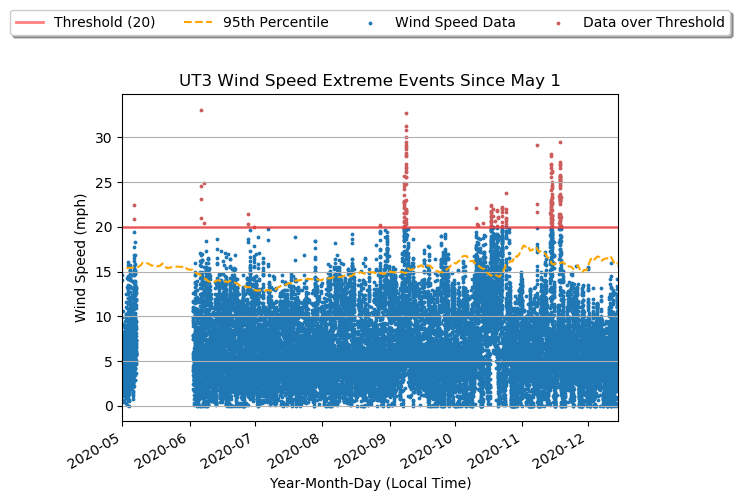 Threshold (20) 95th Percentile Wind Speed Data Data over Threshold
UT3 Wind Speed Extreme Events Since May 1
30
25
20
15
10
5
0
Wind Speed (mph)
2020-05 2020-06 2020-07 2020-08 2020-09 2020-10 2020-11 2020-12
Year-Month-Day (Local Time)